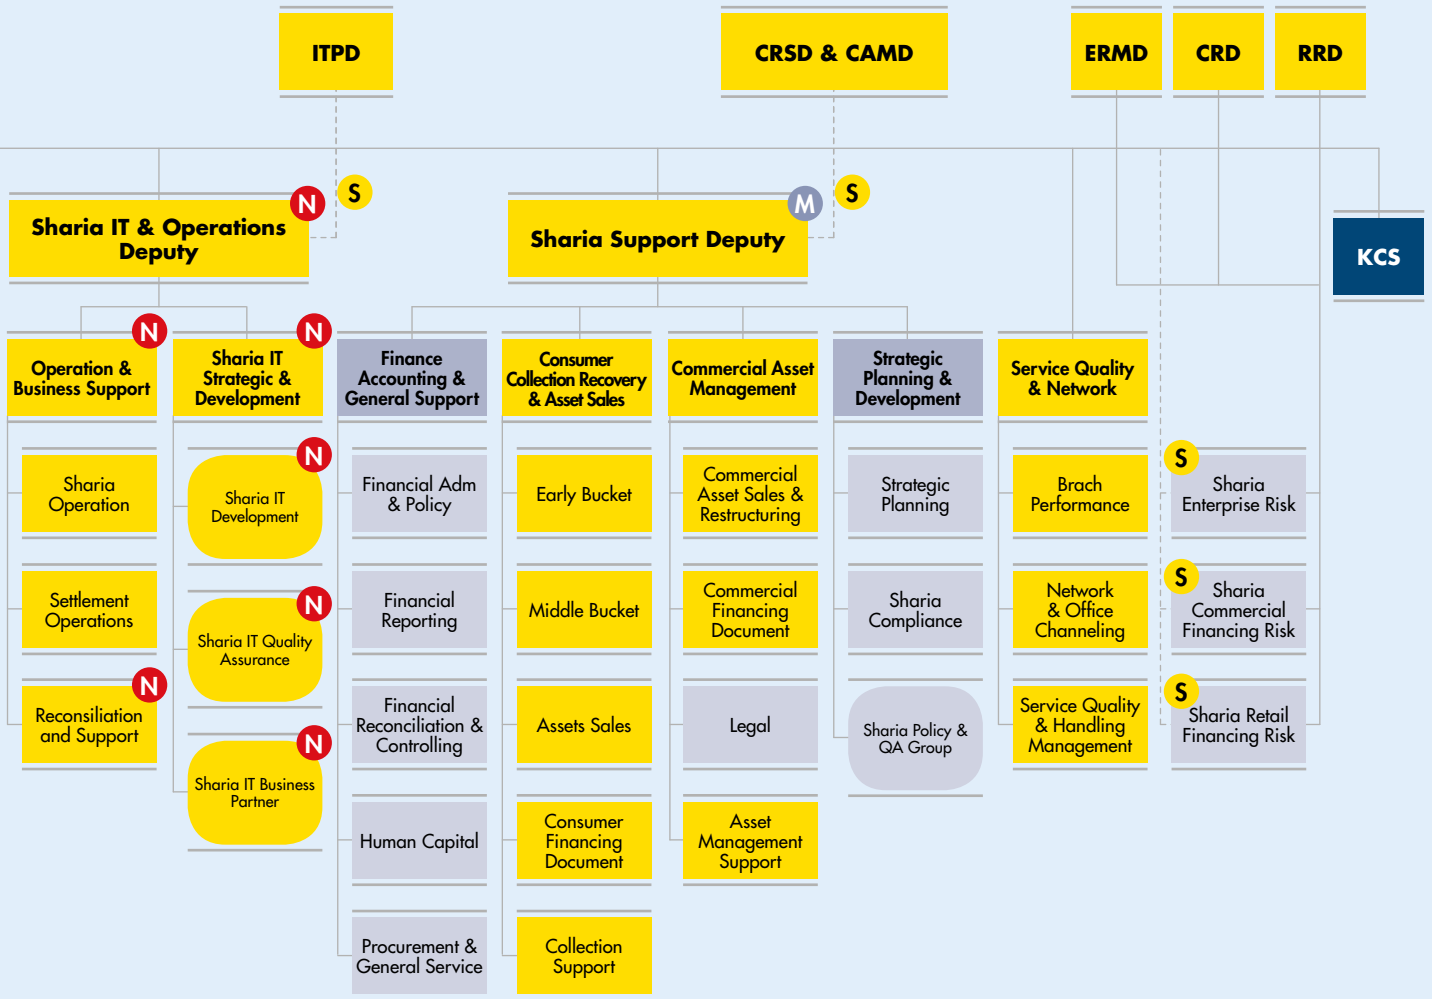 ITPD
CRSD & CAMD
ERMD
CRD
RRD
N
S
M
S
Sharia IT & Operations
Deputy
Sharia Support Deputy
KCS
N
N
Operation &
Business Support
Sharia IT
Strategic &
Development
Finance
Accounting &
General Support
Consumer
Collection Recovery
& Asset Sales
Commercial Asset
Management
Strategic
Planning &
Development
Service Quality
& Network
Sharia
Operation
Settlement
Operations
N
Reconsiliation
and Support
N
Sharia IT
Development
N
Sharia IT Quality
Assurance
N
Sharia IT Business
Partner
Financial Adm
& Policy
Financial
Reporting
Financial
Reconciliation &
Controlling
Human Capital
Procurement &
General Service
Early Bucket
Middle Bucket
Assets Sales
Consumer
Financing
Document
Collection
Support
Commercial
Asset Sales &
Restructuring
Commercial
Financing
Document
Legal
Asset
Management
Support
Strategic
Planning
Sharia
Compliance
Sharia Policy &
QA Group
Brach
Performance
Network
& Office
Channeling
Service Quality
& Handling
Management
S
Sharia
Enterprise Risk
S
Sharia
Commercial
Financing Risk
S
Sharia Retail
Financing Risk